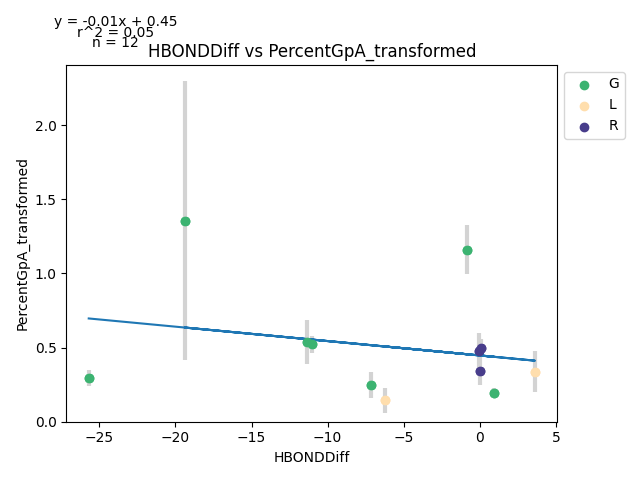 y = -0.01x + 0.45
r^2 = 0.05
n = 12
HBONDDiff vs PercentGpA_transformed
G
L
R
2.0
1.5
1.0
0.5
0.0
PercentGpA_transformed
−25
−20
−15
−10
−5
0
5
HBONDDiff